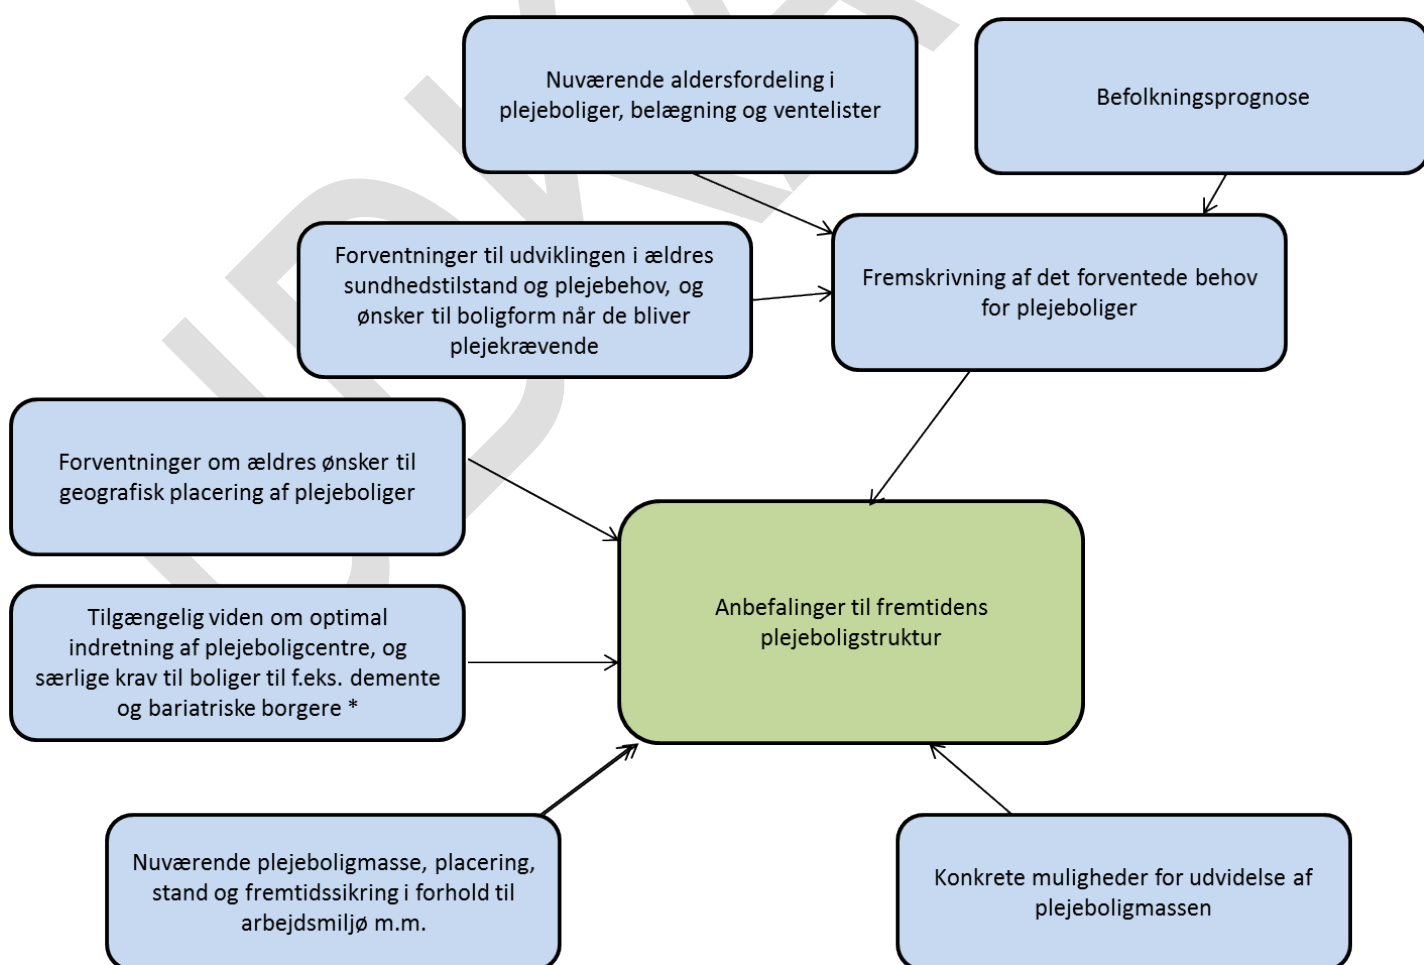 Nuværende aldersfordeling i
plejeboliger, belægning og ventelister
Befolkningsprognose
Forventninger til udviklingen i ældres
sundhedstilstand og plejebehov, og
ønsker til boligform når de bliver
plejekrævende
Fremskrivning af det forventede behov
for plejeboliger
Forventninger om ældres ønsker til
geografisk placering af plejeboliger
Tilgængelig viden om optimal
indretning af plejeboligcentre, og
særlige krav til boliger til f.eks. demente
og bariatriske borgere *
Anbefalinger til fremtidens
plejeboligstruktur
Nuværende plejeboligmasse, placering,
stand og fremtidssikring i forhold til
arbejdsmiljø m.m.
Konkrete muligheder for udvidelse af
plejeboligmassen